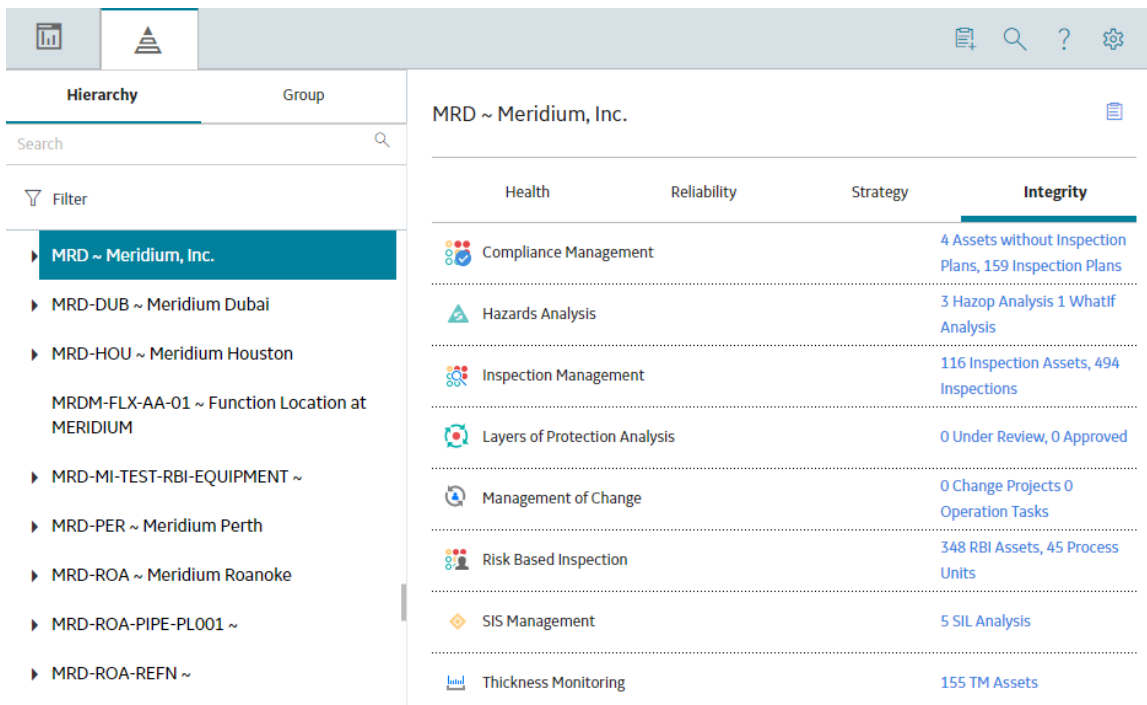 Hierarchy
Group
Search
Filter
MRD ~ Meridium, Inc.
MRD-DUB ~ Meridium Dubai
MRD-HOU ~ Meridium Houston
MRDM-FLX-AA-01 ~ Function Location at
MERIDIUM
MRD-MI-TEST-RBI-EQUIPMENT ~
MRD-PER ~ Meridium Perth
MRD-ROA ~ Meridium Roanoke
MRD-ROA-PIPE-PL001 ~
MRD-ROA-REFN ~
MRD ~ Meridium, Inc.
Health
Reliability
Strategy
Integrity
Compliance Management
4 Assets without Inspection
Plans, 159 Inspection Plans
Hazards Analysis
3 Hazop Analysis 1 WhatIf
Analysis
Inspection Management
116 Inspection Assets, 494
Inspections
Layers of Protection Analysis
0 Under Review, 0 Approved
Management of Change
0 Change Projects 0
Operation Tasks
Risk Based Inspection
348 RBI Assets, 45 Process
Units
SIS Management
5 SIL Analysis
Thickness Monitoring
155 TM Assets